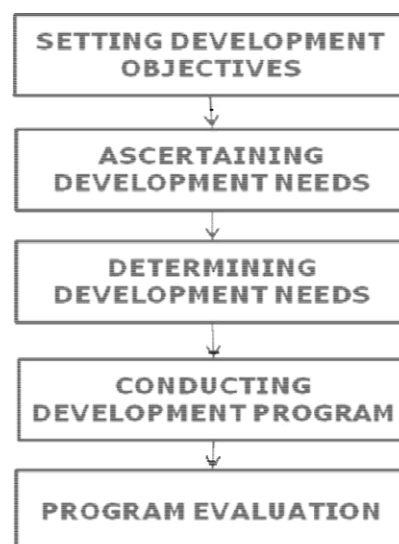 SETTING DEVELOPMENT
OBJECTIVES
ASCERTAINING
DEVELOPMENT NEEDS
DETERMINING
DEVELOPMENT NEEDS
CONDUCTING
DEVELOPMENT PROGRAM
PROGRAM EVALUATION